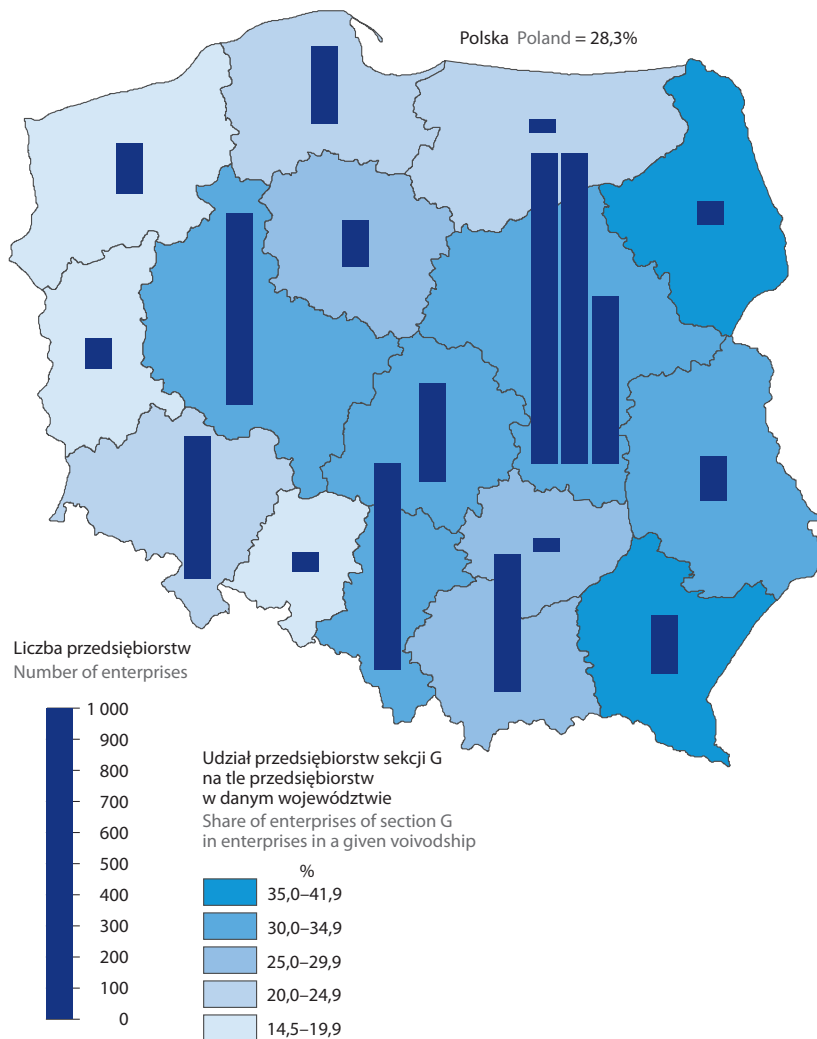 Polska Poland = 28,3%
Liczba przedsiębiorstw
Number of enterprises
1 000
900
800
700
600
500
400
300
200
100
0
Udział przedsiębiorstw sekcji G
na tle przedsiębiorstw
w danym województwie
Share of enterprises of section G
in enterprises in a given voivodship
%
35,0–41,9
30,0–34,9
25,0–29,9
20,0–24,9
14,5–19,9